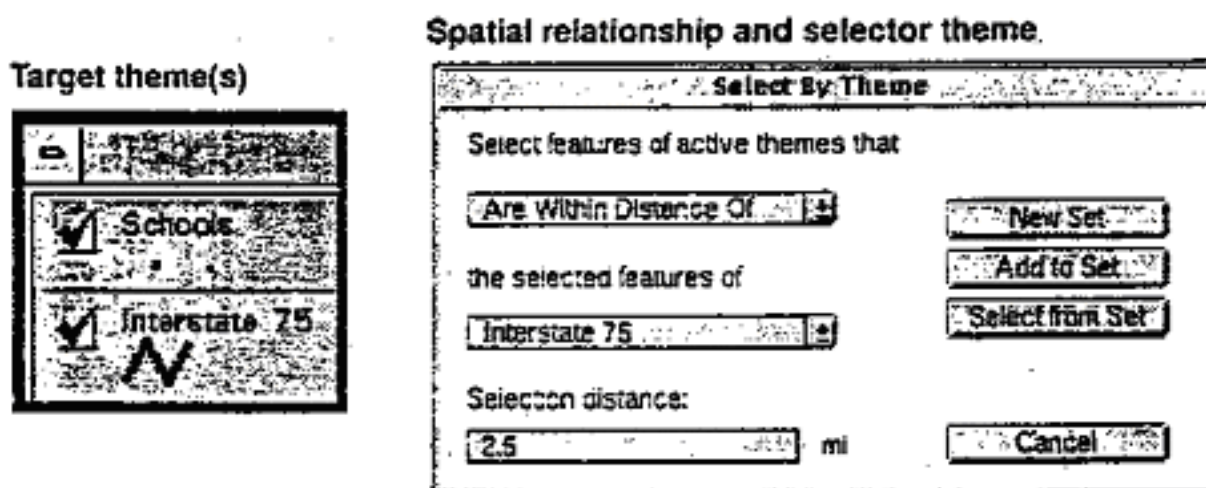 Spatial relationship and selector theme
Target theme(s)
Select By Theme
Select features of active themes that
Schools
Interstate 75
Are Within Distance Of
the selected features of
Interstate 75
Selection distance:
2.5 mi
New Set
Add to Set
Select from Set
Cancel